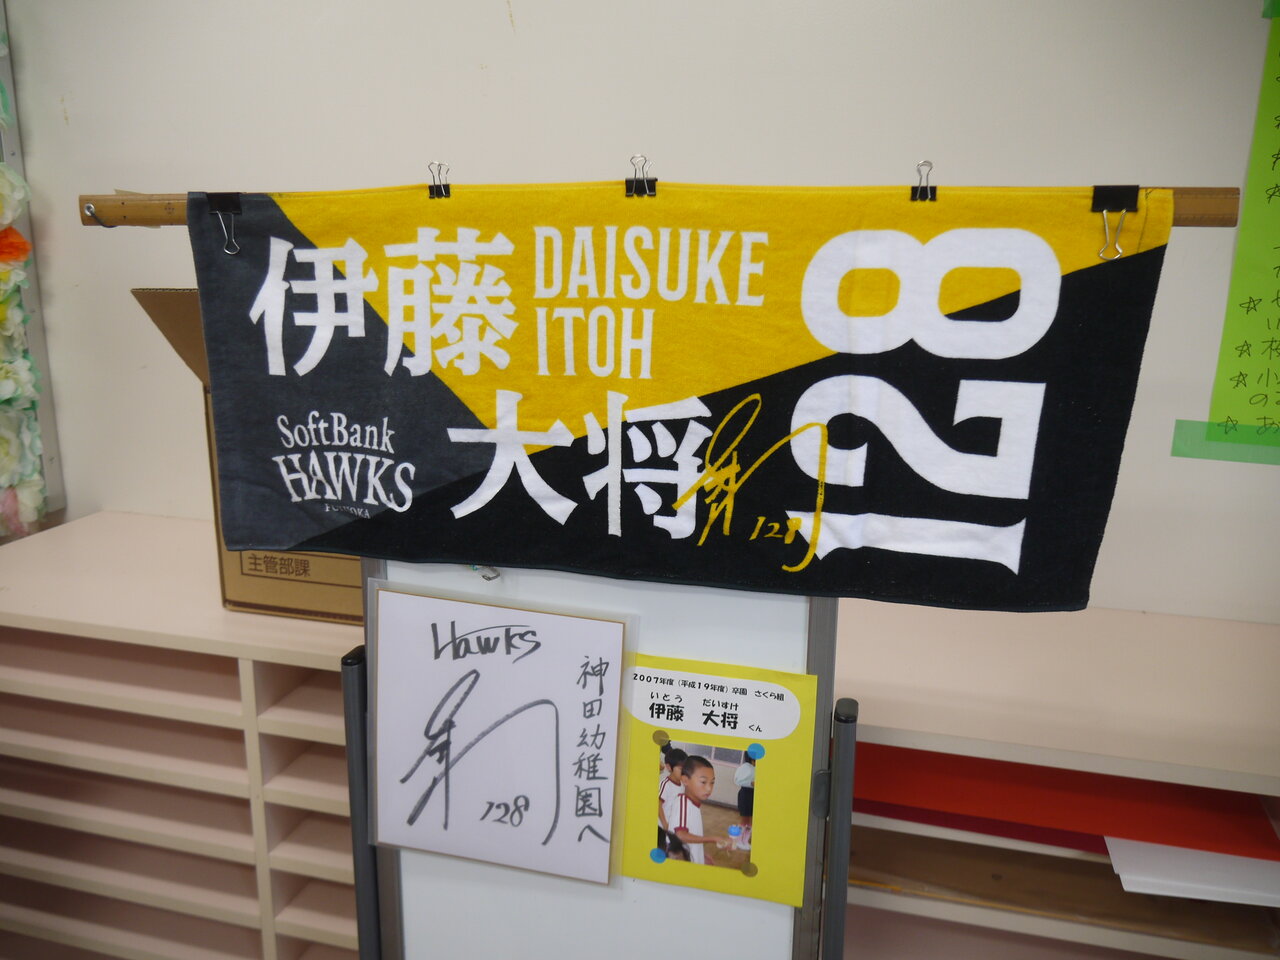 伊藤
DAISUKE
ITOH
大将
128
SoftBank
HAWKS
128
主管部課
Hawks
神田幼稚園へ
128
2007年度(平成19年度)卒園 さくら組
いとう だいすけ
伊藤 大将 くん